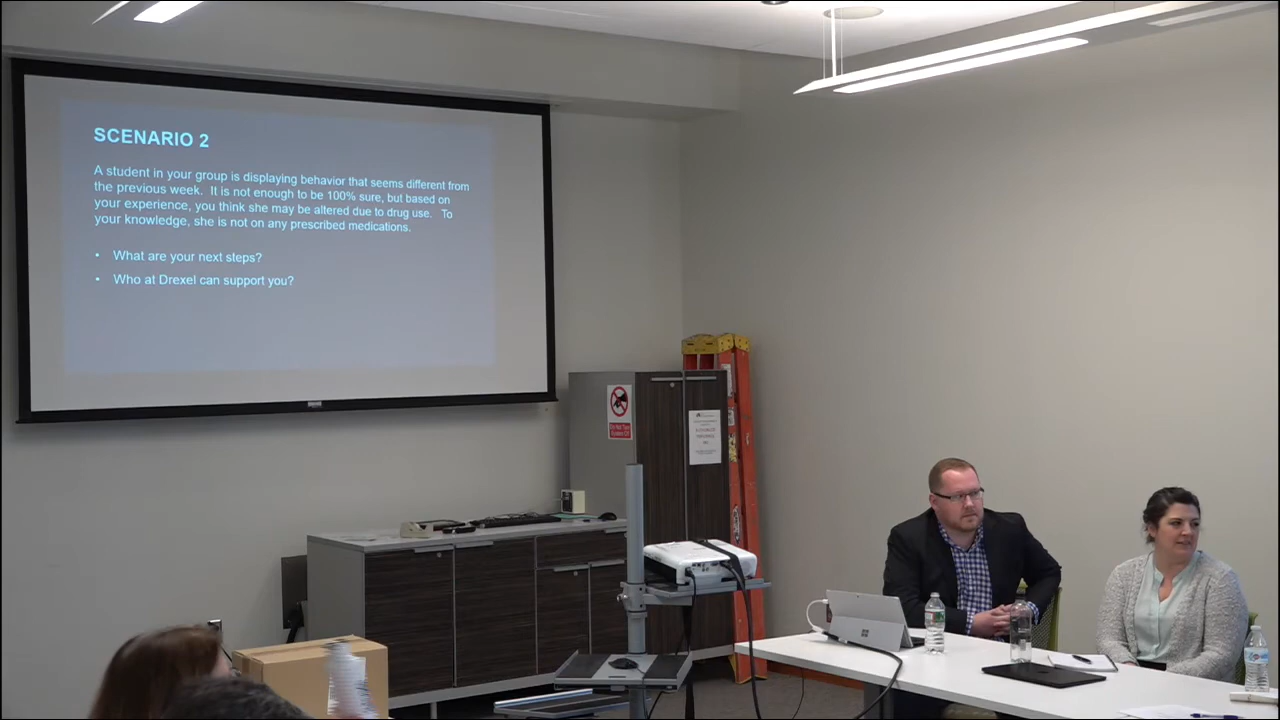 SCENARIO 2
A student in your group is displaying behavior that seems different from
the previous week. It is not enough to be 100% sure, but based on
your experience, you think she may be altered due to drug use. To
your knowledge, she is not on any prescribed medications.
• What are your next steps?
• Who at Drexel can support you?